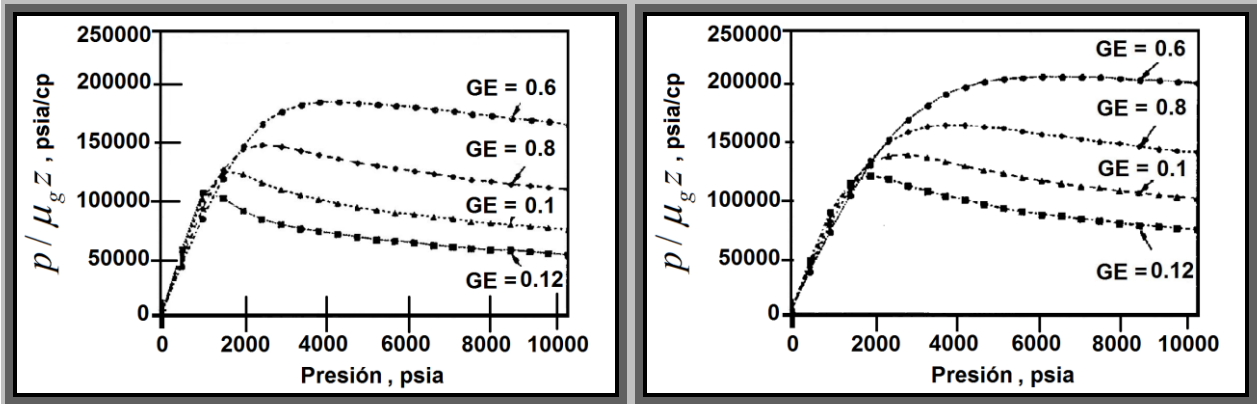 250000
200000
150000
100000
50000
0
p / μg z , psia/cp
GE = 0.6
GE = 0.8
GE = 0.1
GE = 0.12
0 2000 4000 6000 8000 10000
Presión , psia
250000
200000
150000
100000
50000
0
p / μg z , psia/cp
GE = 0.6
GE = 0.8
GE = 0.1
GE = 0.12
0 2000 4000 6000 8000 10000
Presión , psia